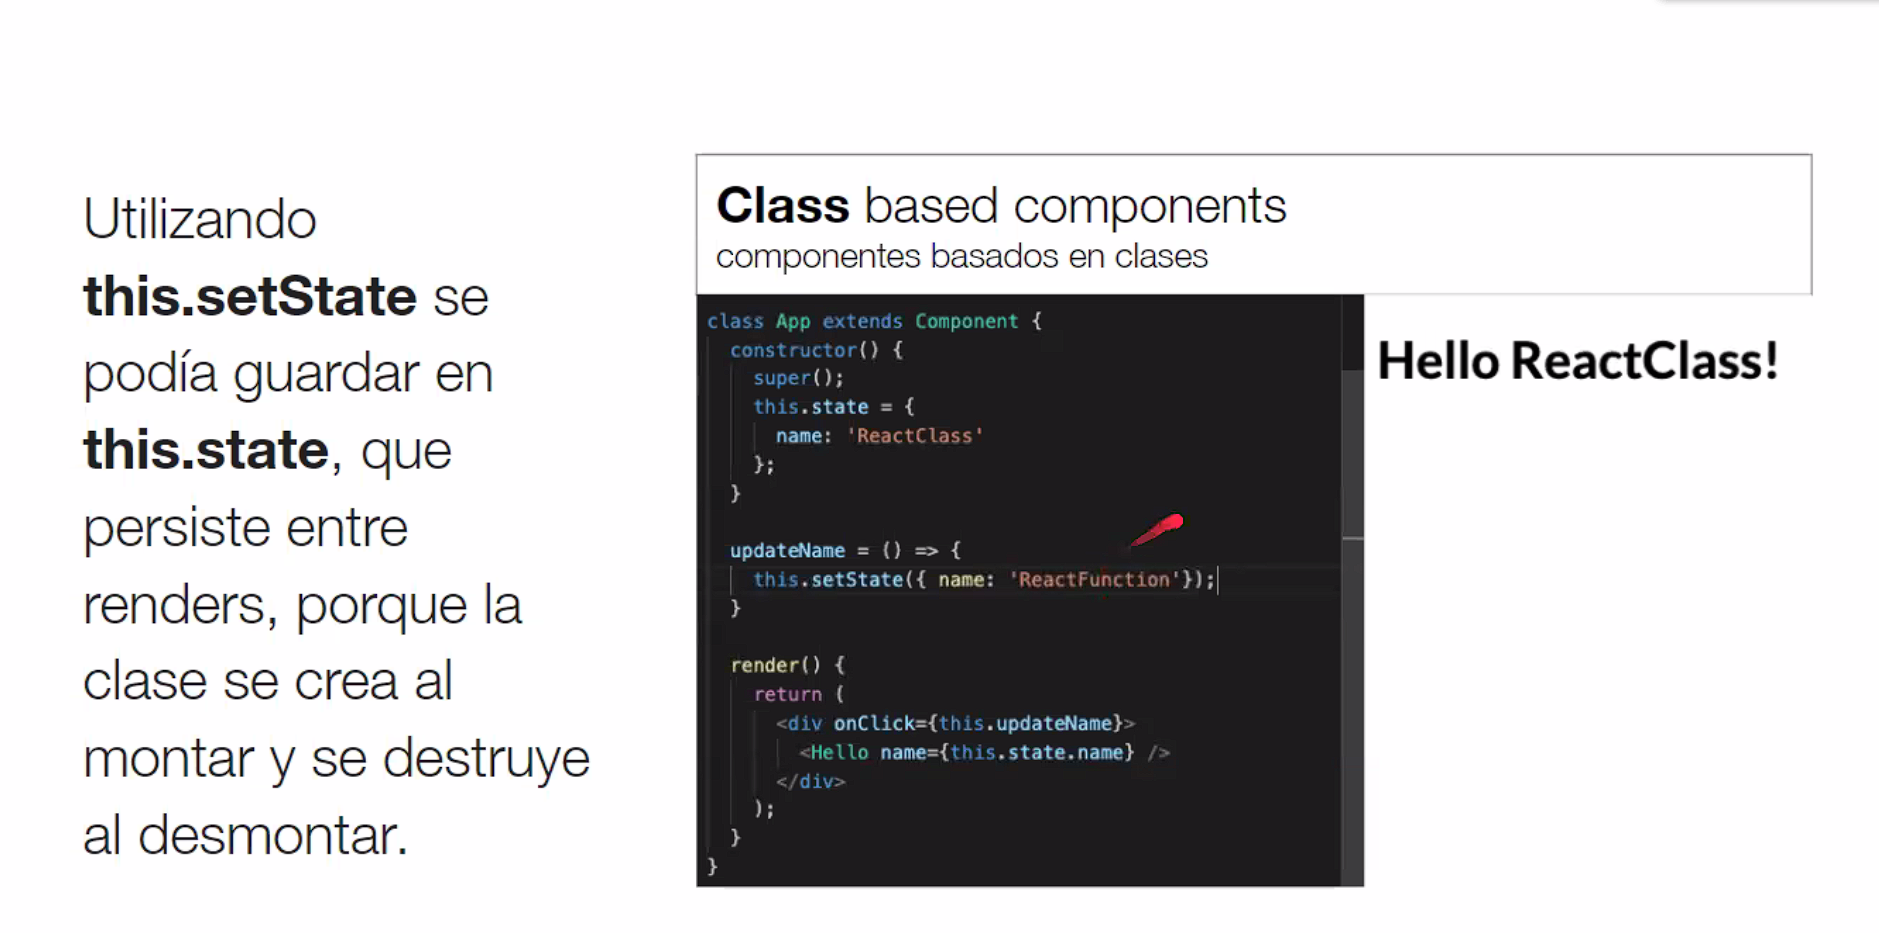 Utilizando
this.setState se
podía guardar en
this.state, que
persiste entre
renders, porque la
clase se crea al
montar y se destruye
al desmontar.
Class based components
componentes basados en clases
class App extends Component {
constructor() {
super();
this.state = {
name: 'ReactClass'
};
}
updateName = () => {
this.setState({ name: 'ReactFunction'});
}
render() {
return (
<div onClick={this.updateName}>
<Hello name={this.state.name} />
</div>
);
}
}
Hello ReactClass!